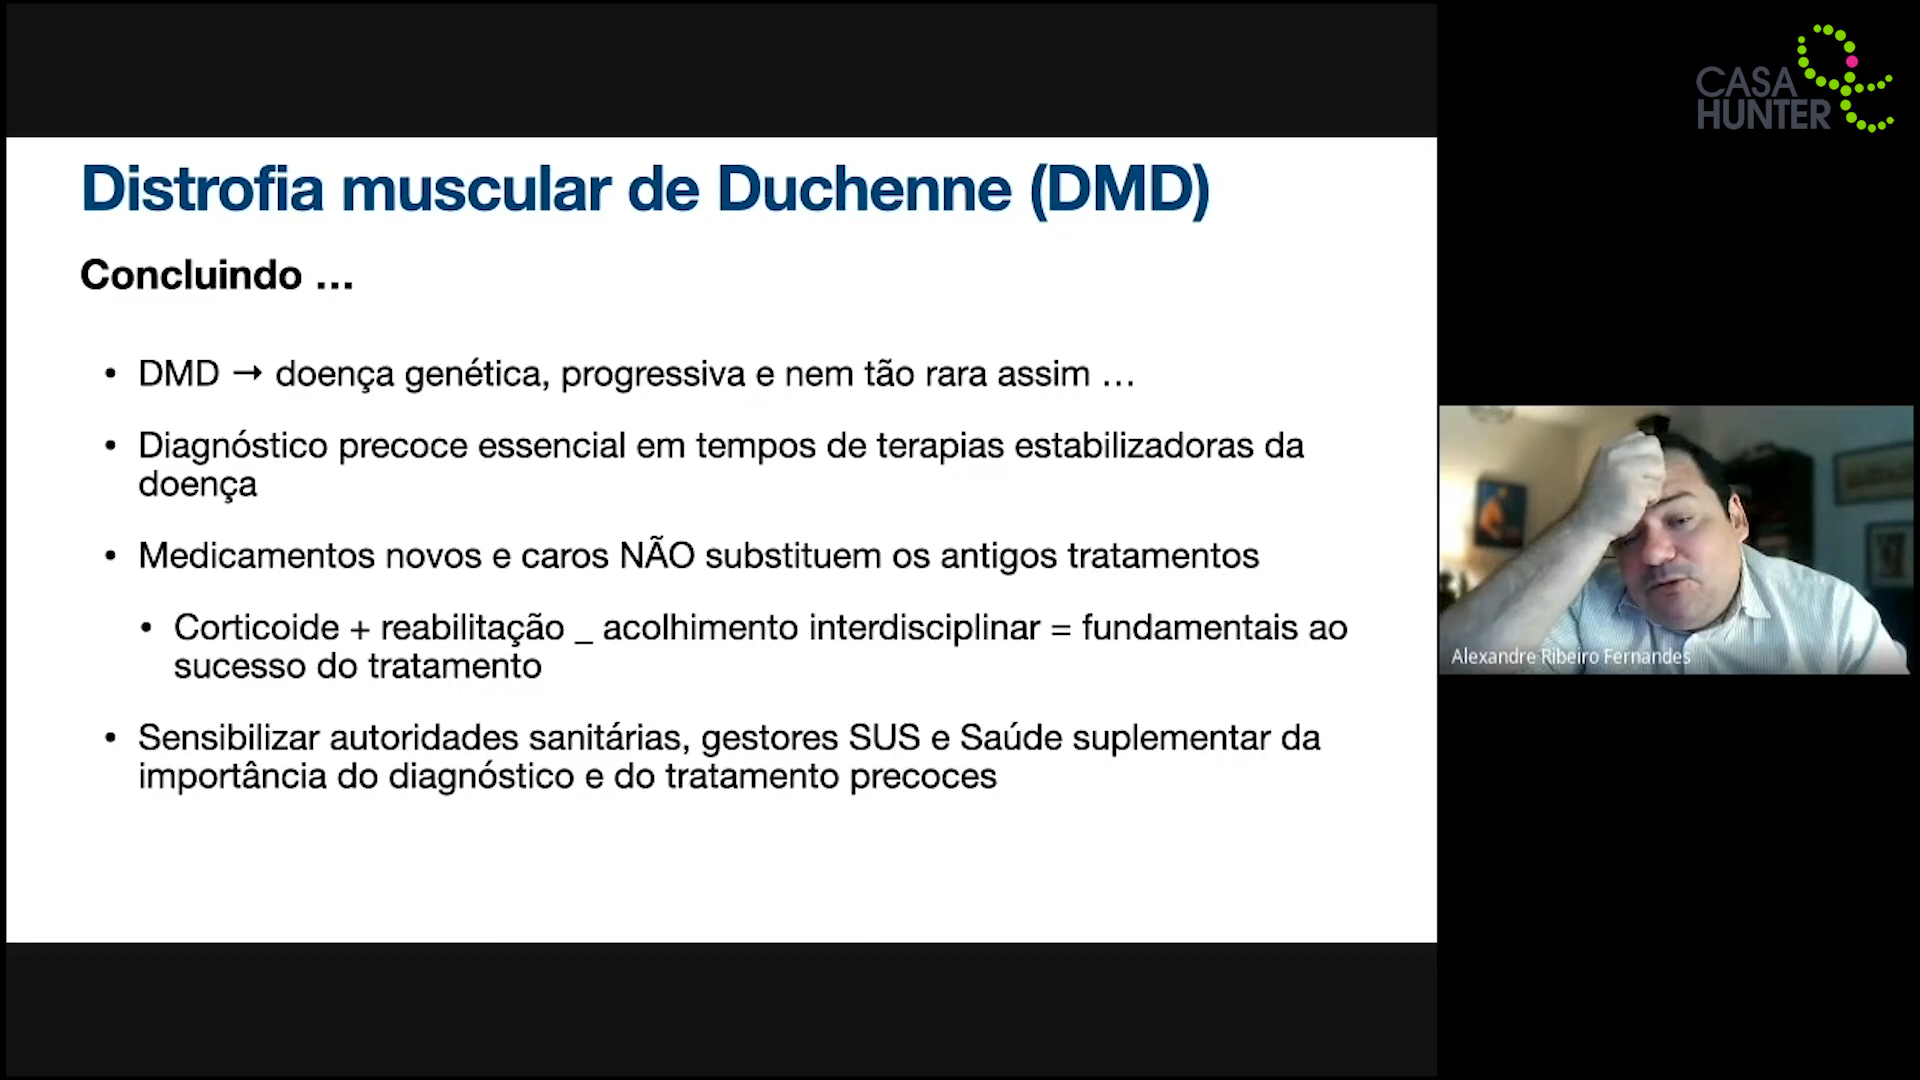 CASA
HUNTER
Distrofia muscular de Duchenne (DMD)
Concluindo ...
• DMD → doença genética, progressiva e nem tão rara assim ...
• Diagnóstico precoce essencial em tempos de terapias estabilizadoras da
doença
• Medicamentos novos e caros NÃO substituem os antigos tratamentos
• Corticoide + reabilitação _ acolhimento interdisciplinar = fundamentais ao
sucesso do tratamento
• Sensibilizar autoridades sanitárias, gestores SUS e Saúde suplementar da
importância do diagnóstico e do tratamento precoces
Alexandre Ribeiro Fernandes